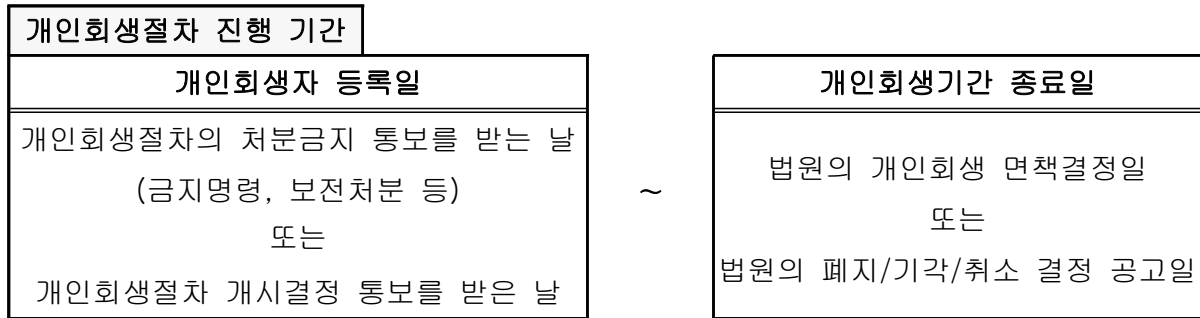 개인회생절차 진행 기간
개인회생자 등록일
개인회생절차의 처분금지 통보를 받는 날
(금지명령, 보전처분 등)
또는
개인회생절차 개시결정 통보를 받은 날
~
개인회생기간 종료일
법원의 개인회생 면책결정일
또는
법원의 폐지/기각/취소 결정 공고일